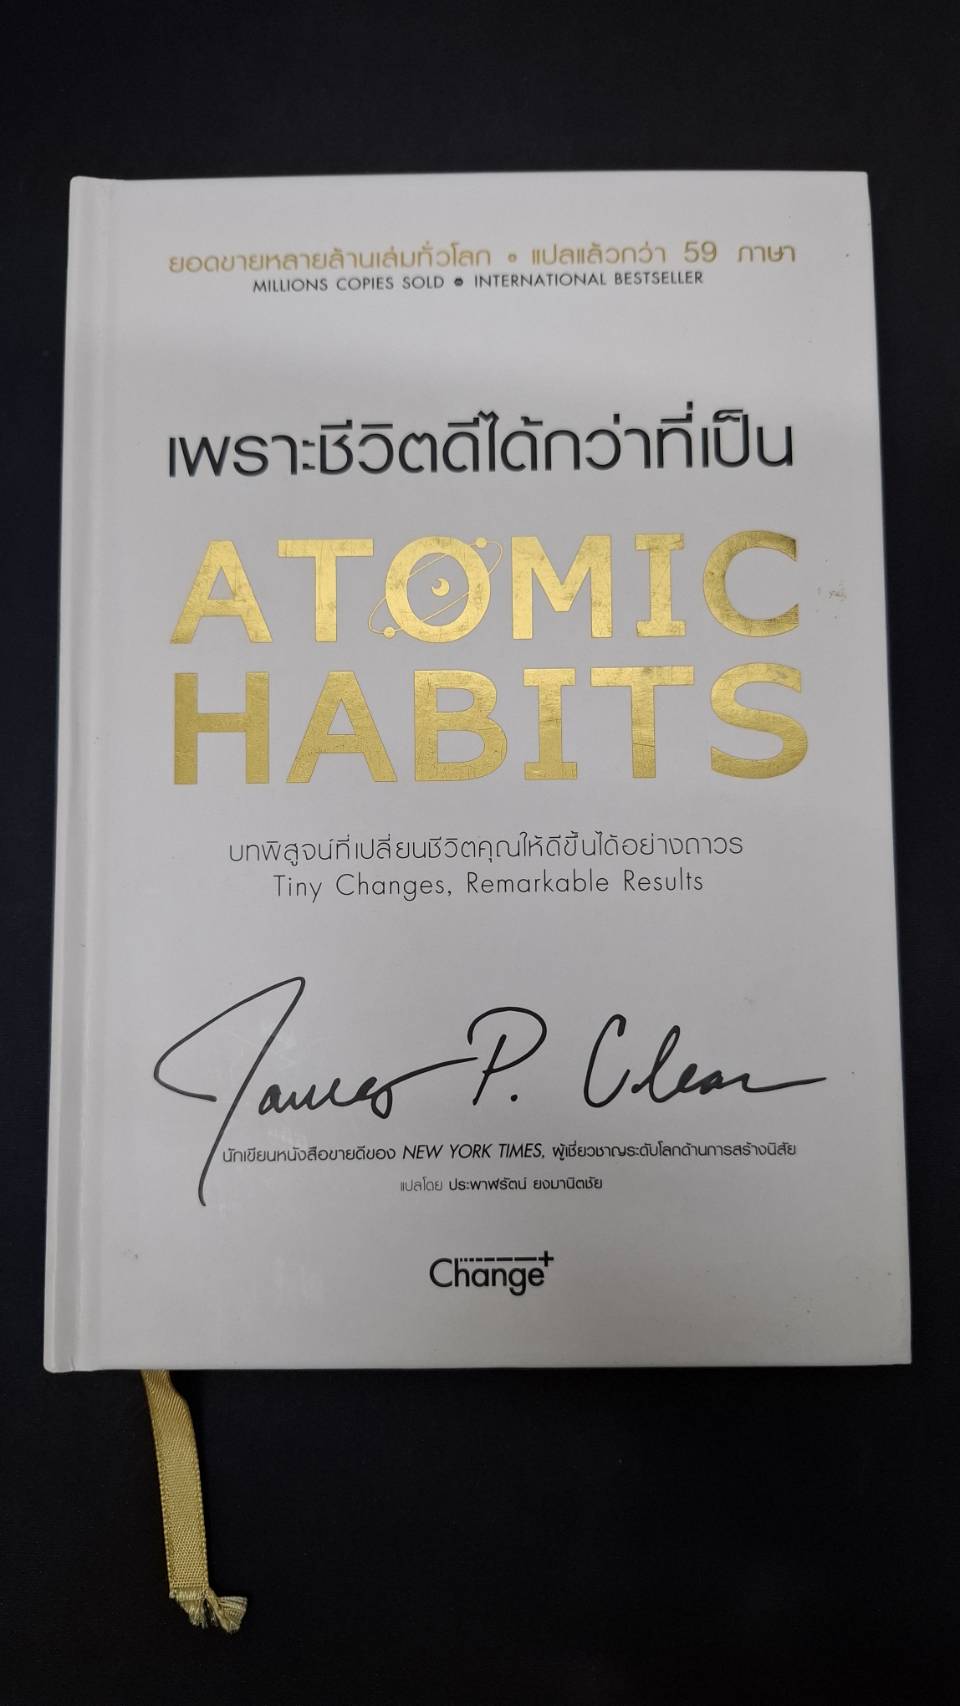 ยอดขายหลายล้านเล่มทั่วโลก • แปลแล้วกว่า 59 ภาษา
MILLIONS COPIES SOLD • INTERNATIONAL BESTSELLER
เพราะชีวิตดีได้กว่าที่เป็น
ATOMIC
HABITS
บทพิสูจน์ที่เปลี่ยนชีวิตคุณให้ดีขึ้นได้อย่างถาวร
Tiny Changes, Remarkable Results
James P. Clear
นักเขียนหนังสือขายดีของ NEW YORK TIMES, ผู้เชี่ยวชาญระดับโลกด้านการสร้างนิสัย
แปลโดย ประพาฬรัตน์ ยงมานิตชัย
Change+